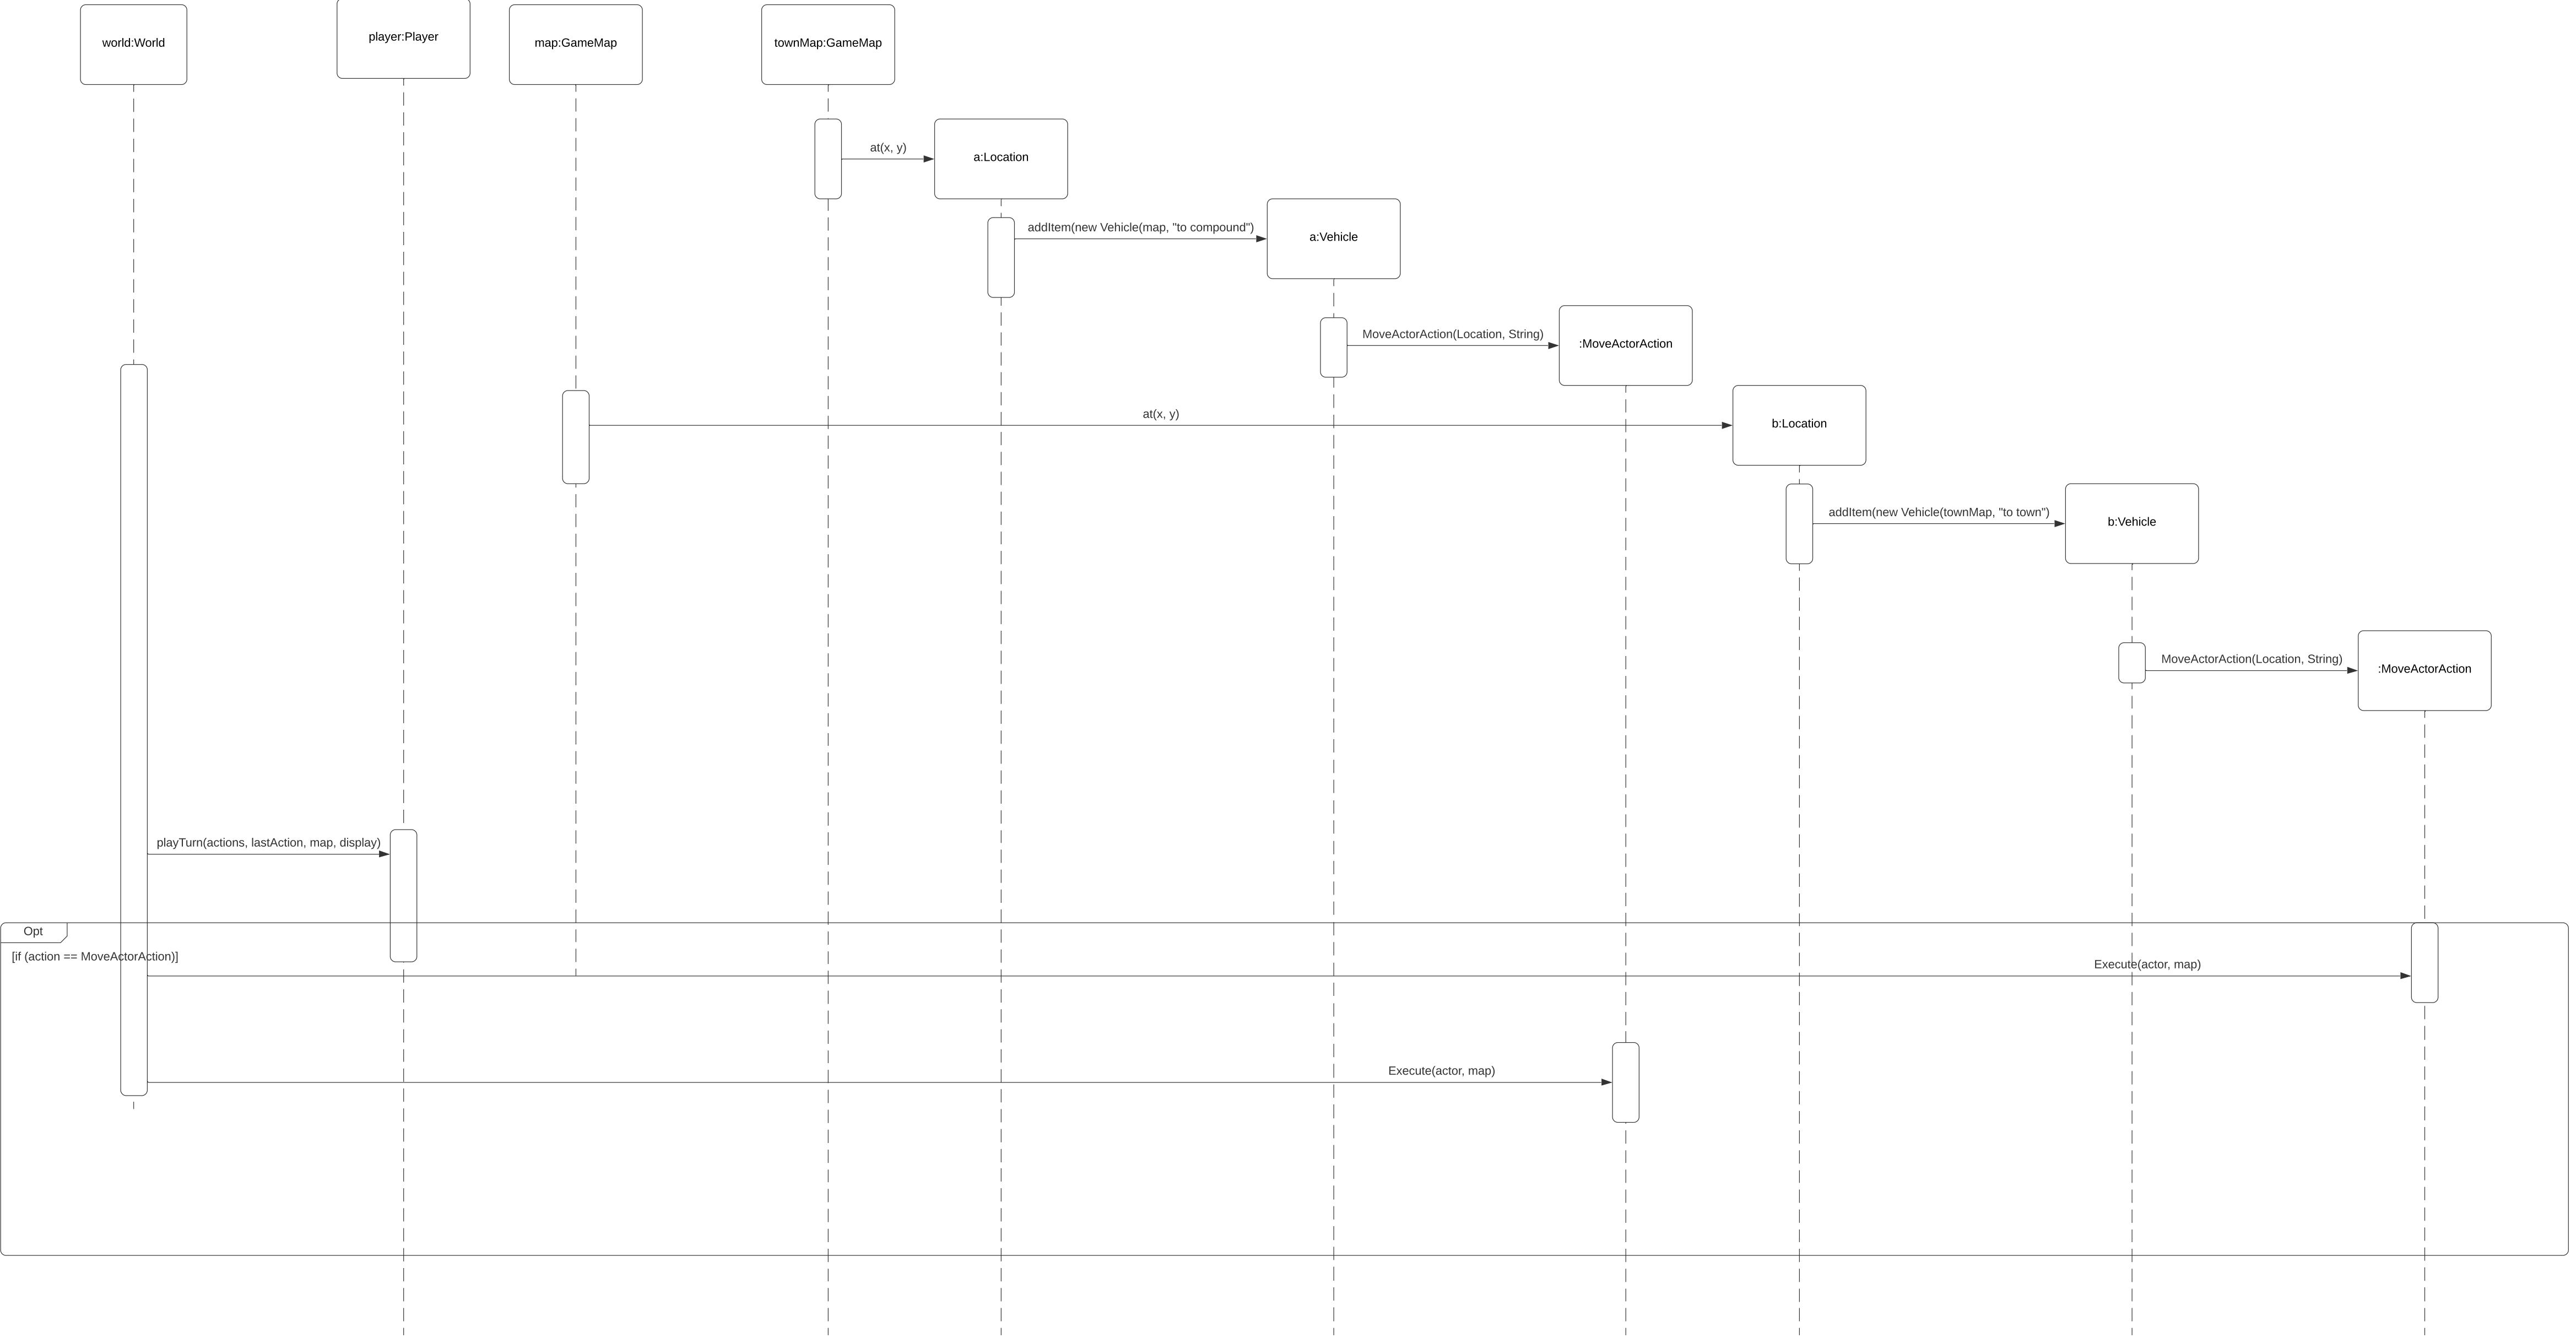 world:World
player:Player
map:GameMap
townMap:GameMap
at(x, y)
a:Location
addItem(new Vehicle(map, "to compound")
a:Vehicle
MoveActorAction(Location, String)
:MoveActorAction
at(x, y)
b:Location
addItem(new Vehicle(townMap, "to town")
b:Vehicle
MoveActorAction(Location, String)
:MoveActorAction
playTurn(actions, lastAction, map, display)
Opt
[if (action == MoveActorAction)]
Execute(actor, map)
Execute(actor, map)